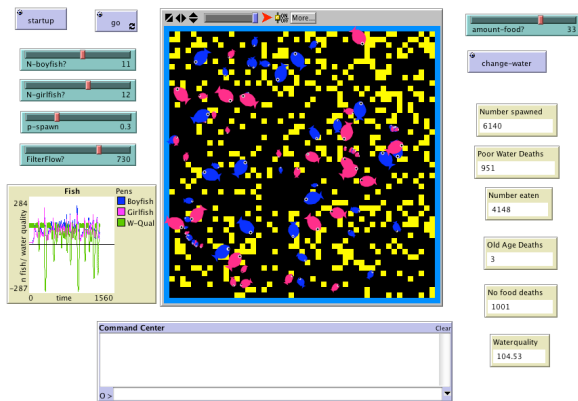 startup
go
More...
amount-food? 33
change-water
N-boyfish? 11
N-girlfish? 12
p-spawn 0.3
FilterFlow? 730
Number spawned
6140
Poor Water Deaths
951
Number eaten
4148
Old Age Deaths
3
No food deaths
1001
Waterquality
104.53
Fish
Pens
284
Boyfish
Girlfish
W-Qual
n fish/ water quality
-287
0 time 1560
Command Center Clear
O>